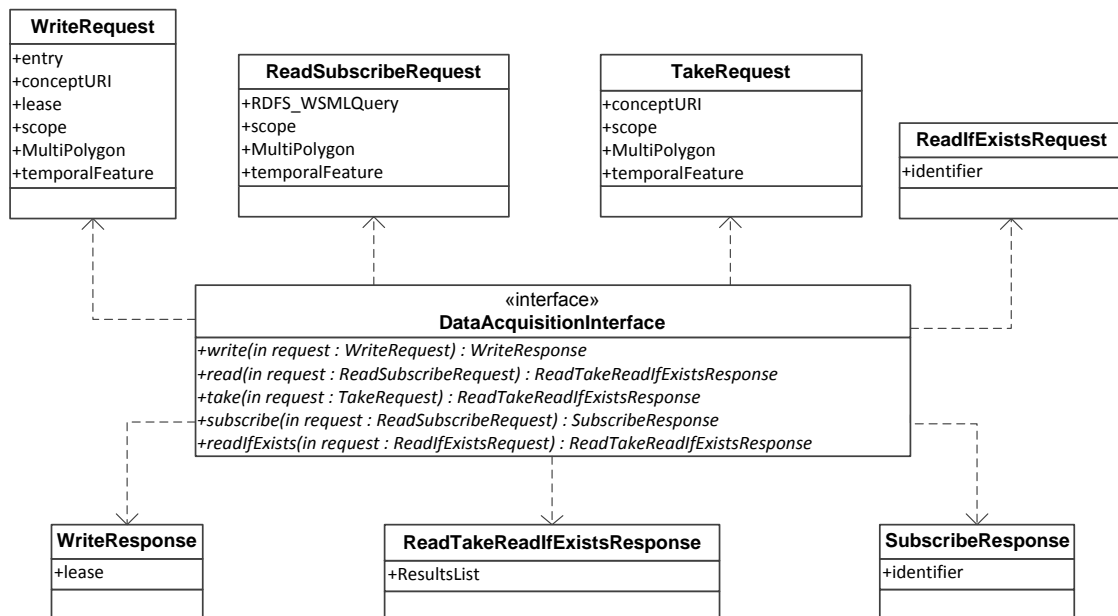 WriteRequest
+entry
+conceptURI
+lease
+scope
+MultiPolygon
+temporalFeature
ReadSubscribeRequest
+RDFS_WSMLQuery
+scope
+MultiPolygon
+temporalFeature
TakeRequest
+conceptURI
+scope
+MultiPolygon
+temporalFeature
ReadIfExistsRequest
+identifier
«interface»
DataAcquisitionInterface
+write(in request : WriteRequest) : WriteResponse
+read(in request : ReadSubscribeRequest) : ReadTakeReadIfExistsResponse
+take(in request : TakeRequest) : ReadTakeReadIfExistsResponse
+subscribe(in request : ReadSubscribeRequest) : SubscribeResponse
+readIfExists(in request : ReadIfExistsRequest) : ReadTakeReadIfExistsResponse
WriteResponse
+lease
ReadTakeReadIfExistsResponse
+ResultsList
SubscribeResponse
+identifier